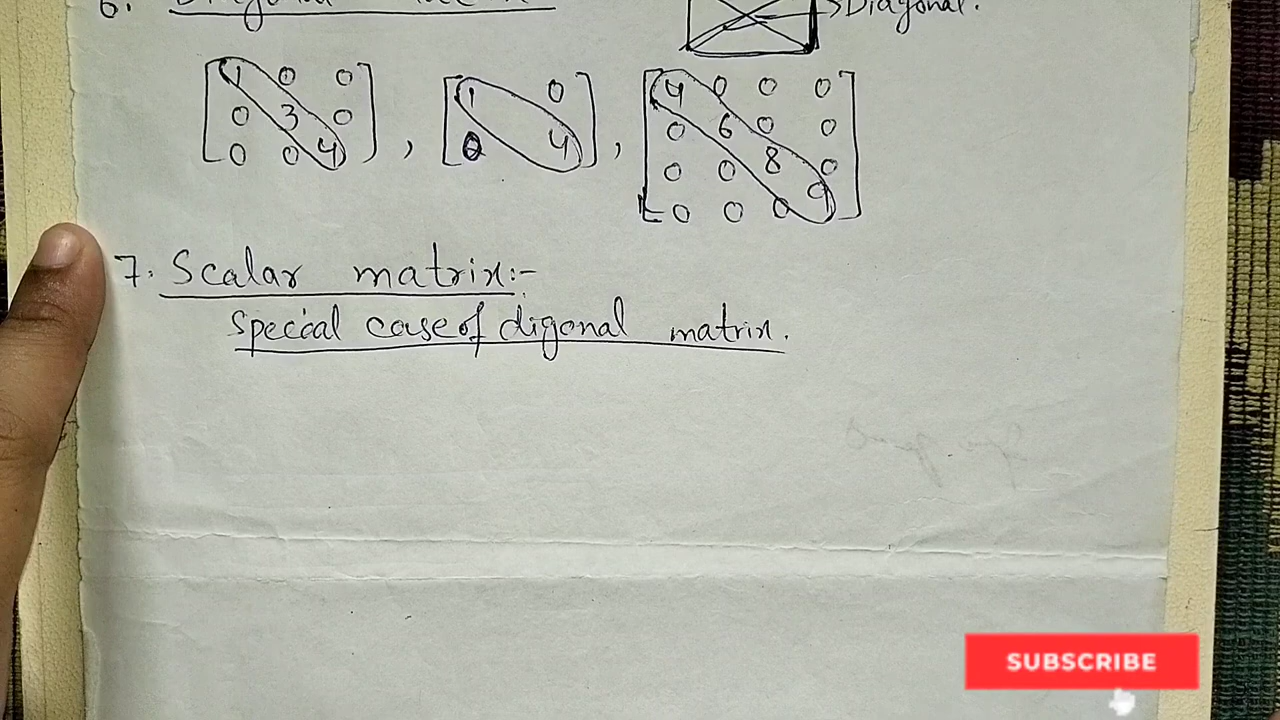 6. Diagonal
→Diagonal.
[1 0 0 [1 0 [4 0 0 0
0 3 0 0 6 0 0
0 0 4] , 0 4] , 0 0 8 0
0 0 0 9]
7. Scalar matrix:-
Special case of digonal matrix.
SUBSCRIBE